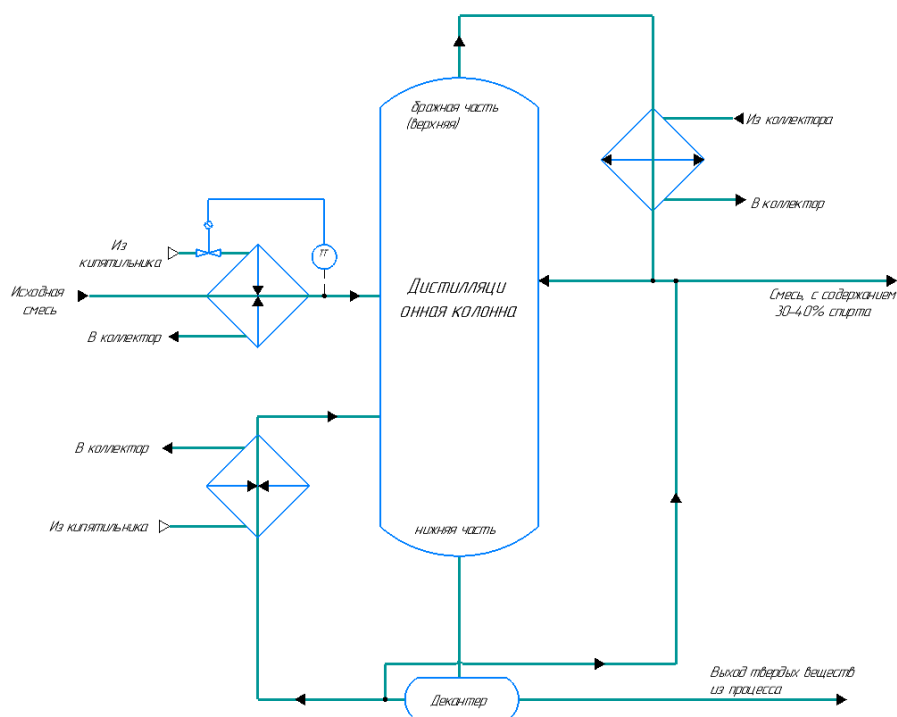 бражная часть
(верхняя)
Из коллектора
В коллектор
Из
кипятильника
TT
Исходная
смесь
Дистилляци
онная колонна
Смесь, с содержанием
30-40% спирта
В коллектор
В коллектор
Из кипятильника
нижняя часть
Выход твердых веществ
из процесса
Декантер